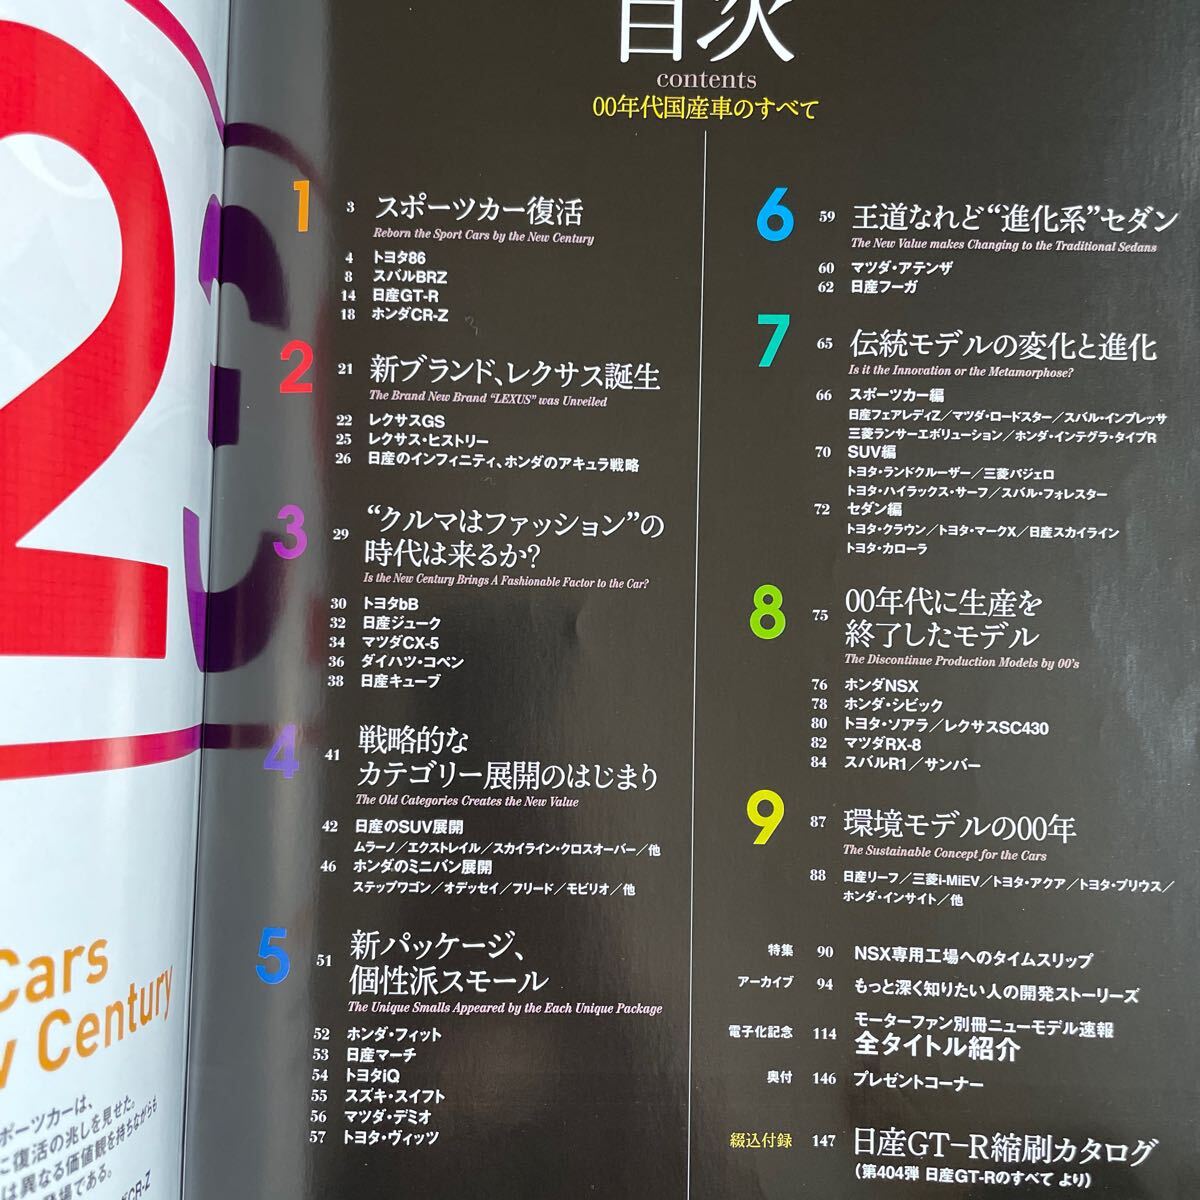 目次
contents
00年代国産車のすべて
1
3 スポーツカー復活
Reborn the Sport Cars by the New Century
4 トヨタ86
8 スバルBRZ
14 日産GT-R
18 ホンダCR-Z
2
21 新ブランド、レクサス誕生
The Brand New Brand “LEXUS” was Unveiled
22 レクサスGS
25 レクサス・ヒストリー
26 日産のインフィニティ、ホンダのアキュラ戦略
3
29 “クルマはファッション”の
時代は来るか?
Is the New Century Brings A Fashionable Factor to the Car?
30 トヨタbB
32 日産ジューク
34 マツダCX-5
36 ダイハツ・コペン
38 日産キューブ
4
41 戦略的な
カテゴリー展開のはじまり
The Old Categories Creates the New Value
42 日産のSUV展開
ムラーノ／エクストレイル／スカイライン・クロスオーバー／他
46 ホンダのミニバン展開
ステップワゴン／オデッセイ／フリード／モビリオ／他
5
51 新パッケージ、
個性派スモール
The Unique Smalls Appeared by the Each Unique Package
52 ホンダ・フィット
53 日産マーチ
54 トヨタiQ
55 スズキ・スイフト
56 マツダ・デミオ
57 トヨタ・ヴィッツ
6
59 王道なれど“進化系”セダン
The New Value makes Changing to the Traditional Sedans
60 マツダ・アテンザ
62 日産フーガ
7
65 伝統モデルの変化と進化
Is it the Innovation or the Metamorphose?
66 スポーツカー編
日産フェアレディZ／マツダ・ロードスター／スバル・インプレッサ
三菱ランサーエボリューション／ホンダ・インテグラ・タイプR
70 SUV編
トヨタ・ランドクルーザー／三菱パジェロ
トヨタ・ハイラックス・サーフ／スバル・フォレスター
72 セダン編
トヨタ・クラウン／トヨタ・マークX／日産スカイライン
トヨタ・カローラ
8
75 00年代に生産を
終了したモデル
The Discontinue Production Models by 00's
76 ホンダNSX
78 ホンダ・シビック
80 トヨタ・ソアラ／レクサスSC430
82 マツダRX-8
84 スバルR1／サンバー
9
87 環境モデルの00年
The Sustainable Concept for the Cars
88 日産リーフ／三菱i-MiEV／トヨタ・アクア／トヨタ・プリウス／
ホンダ・インサイト／他
特集 90 NSX専用工場へのタイムスリップ
アーカイブ 94 もっと深く知りたい人の開発ストーリーズ
電子化記念 114 モーターファン別冊ニューモデル速報
全タイトル紹介
奥付 146 プレゼントコーナー
綴込付録 147 日産GT-R縮刷カタログ
(第404弾 日産GT-Rのすべて より)
2
3
Cars
Century
ポーツカーは、
に復活の兆しを見せた。
は異なる価値観を持ちながらも
登場である。
CR-Z